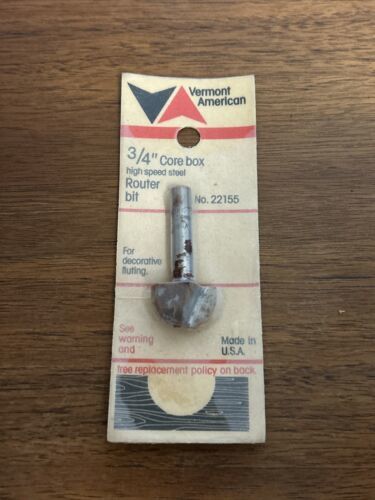 Vermont
American
3/4" Core box
high speed steel
Router
bit
No. 22155
For
decorative
fluting.
See
warning
and
Made in
U.S.A.
free replacement policy on back.